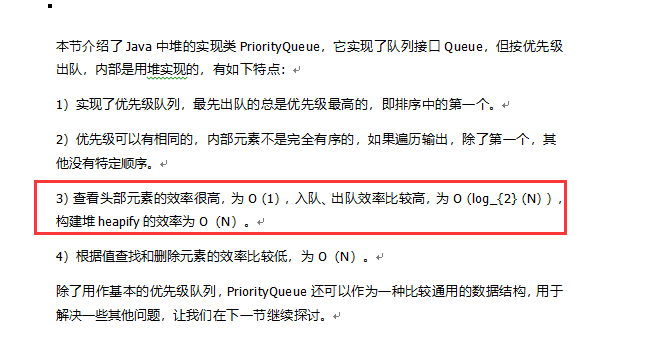 本节介绍了 Java 中堆的实现类 PriorityQueue，它实现了队列接口 Queue，但按优先级
出队，内部是用堆实现的，有如下特点：
1）实现了优先级队列，最先出队的总是优先级最高的，即排序中的第一个。
2）优先级可以有相同的，内部元素不是完全有序的，如果遍历输出，除了第一个，其
他没有特定顺序。
3）查看头部元素的效率很高，为 O（1），入队、出队效率比较高，为 O（log_{2}（N）），
构建堆 heapify 的效率为 O（N）。
4）根据值查找和删除元素的效率比较低，为 O（N）。
除了用作基本的优先级队列，PriorityQueue 还可以作为一种比较通用的数据结构，用于
解决一些其他问题，让我们在下一节继续探讨。